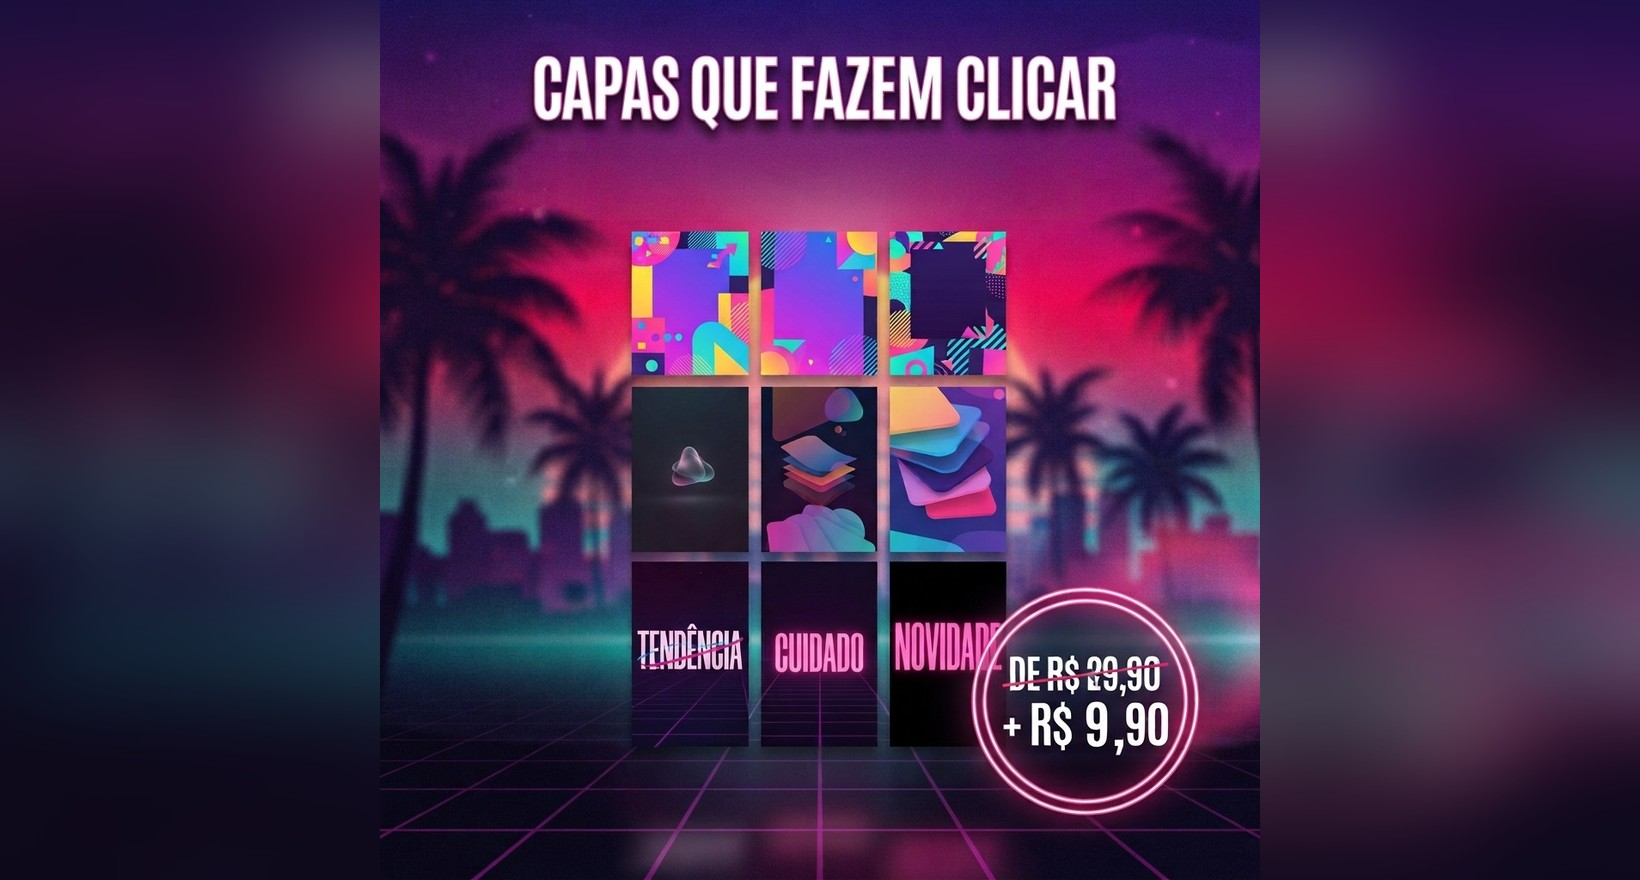 CAPAS QUE FAZEM CLICAR
TENDÊNCIA
CUIDADO
NOVIDADE
DE R$ 29,90
+ R$ 9,90